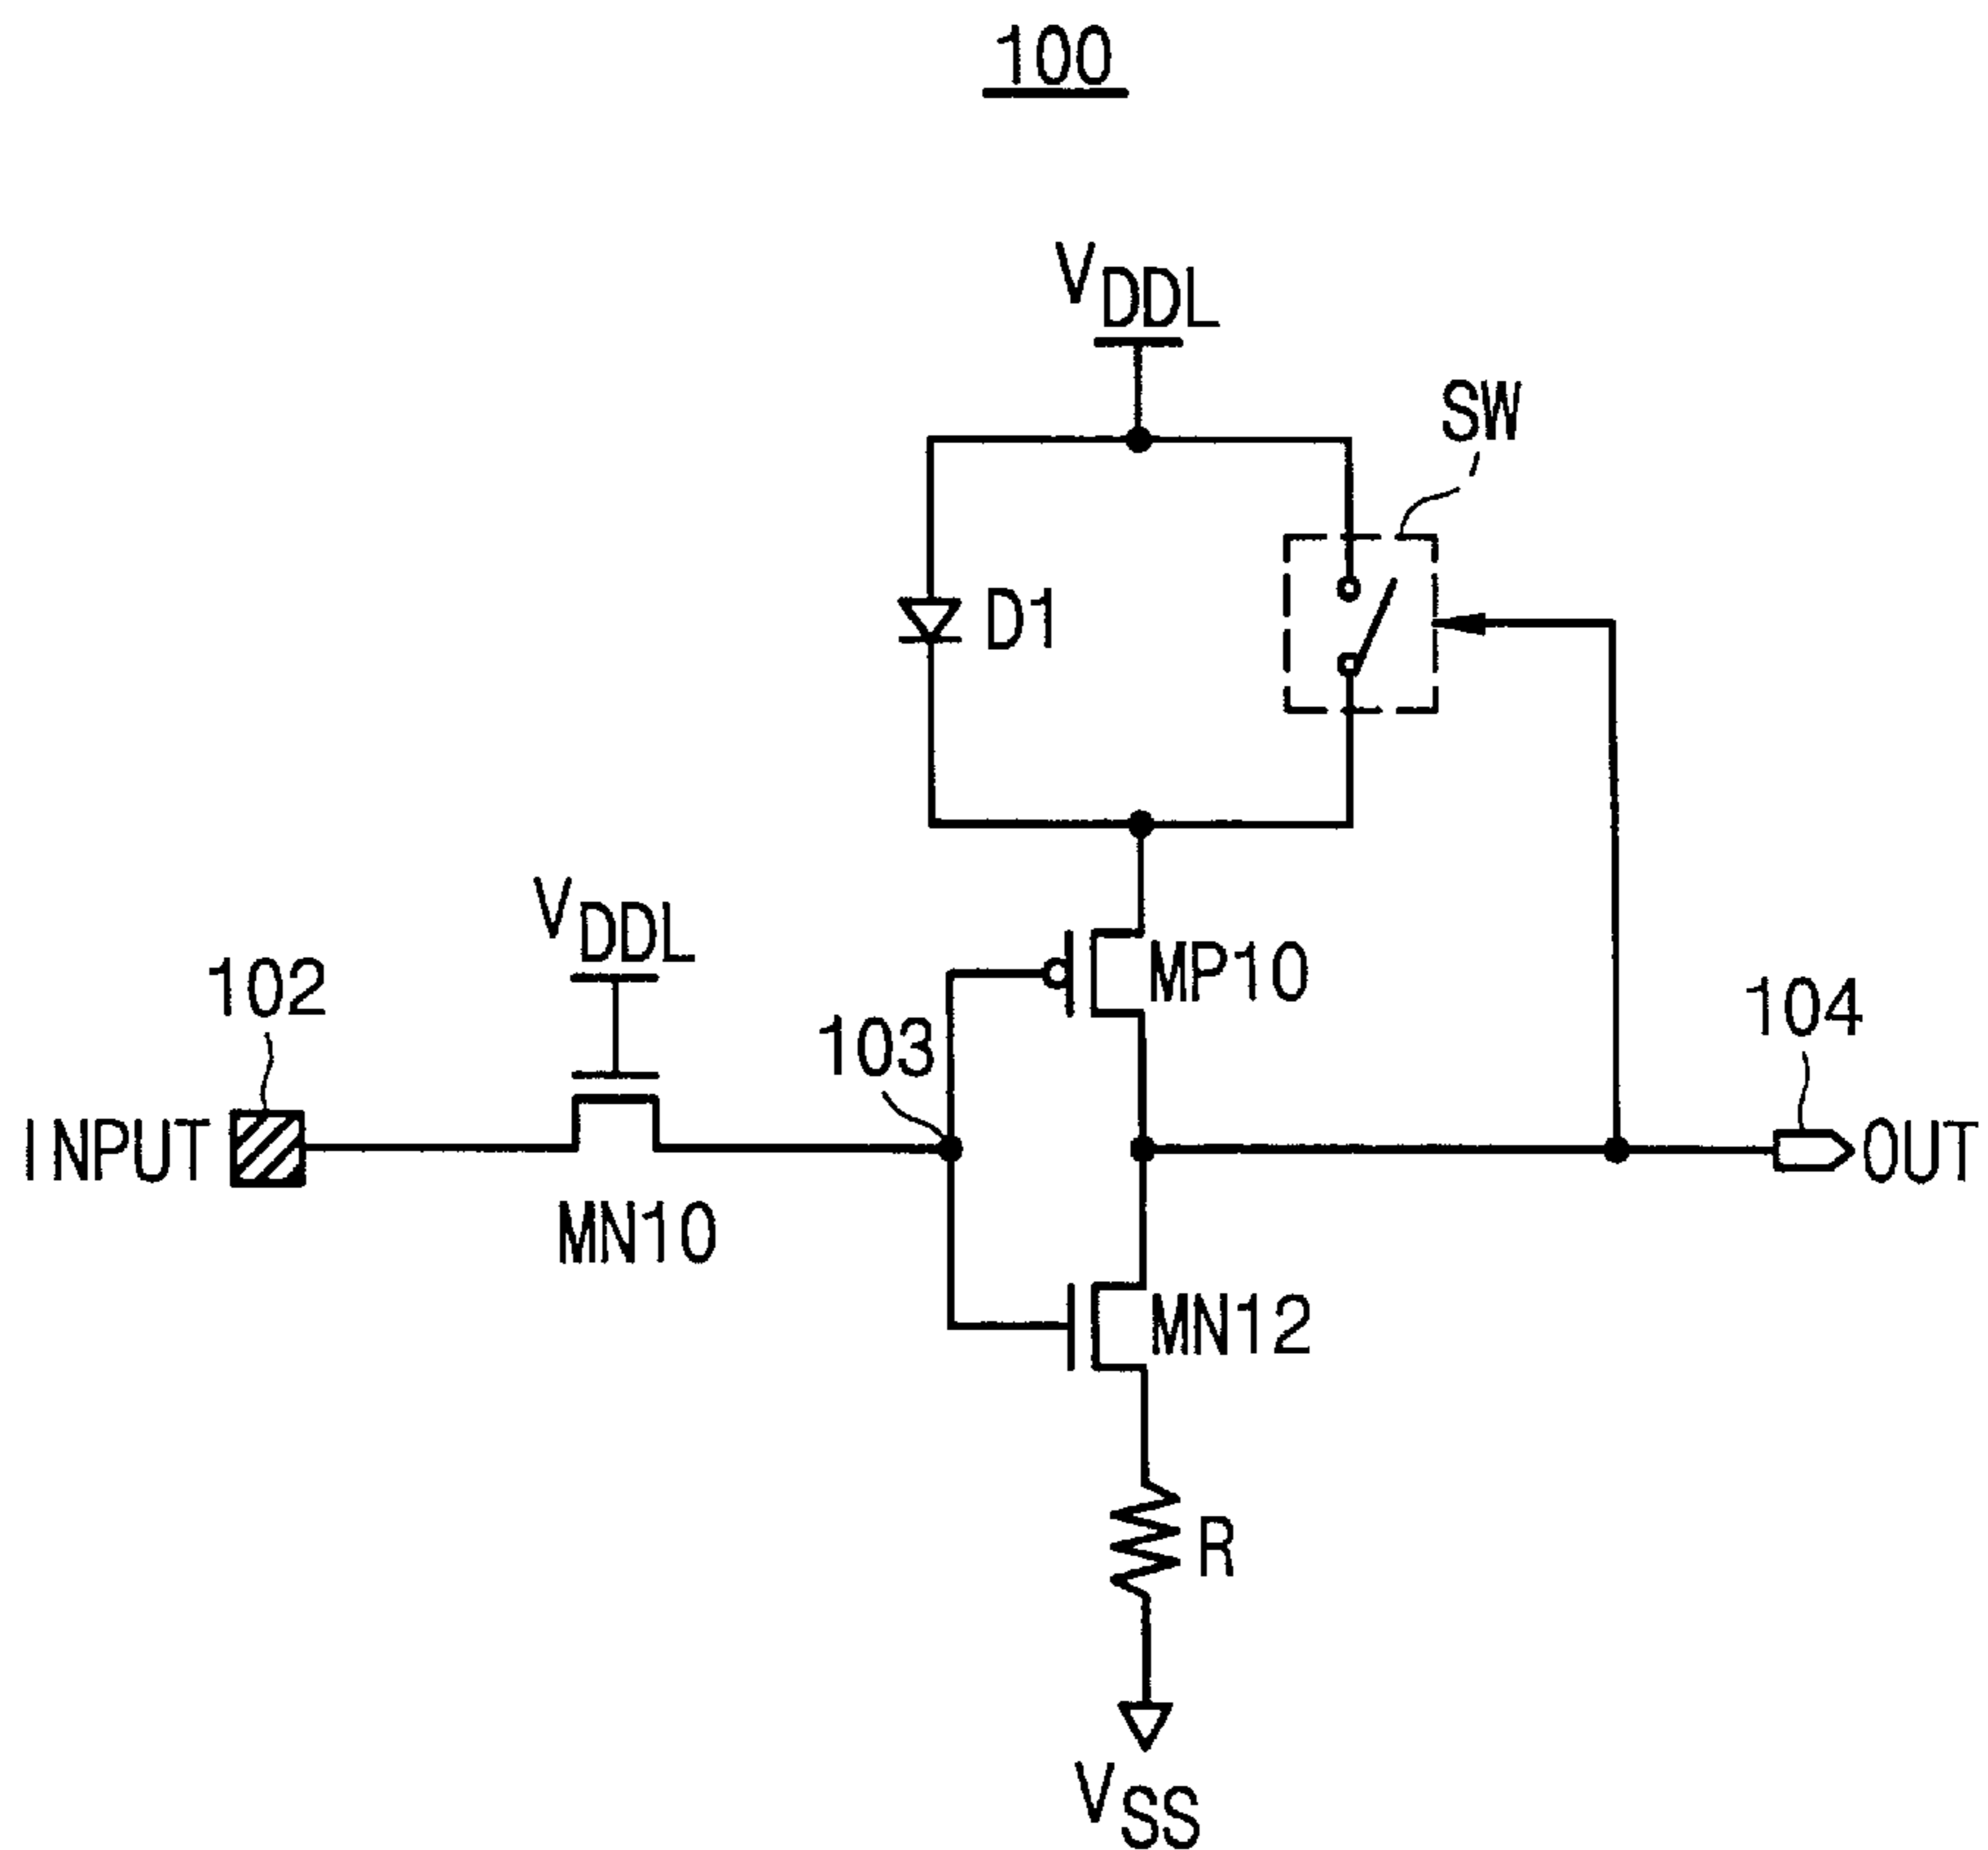 100
VDDL
SW
D1
VDDL
MP10
102
103
104
INPUT
OUT
MN10
MN12
R
VSS